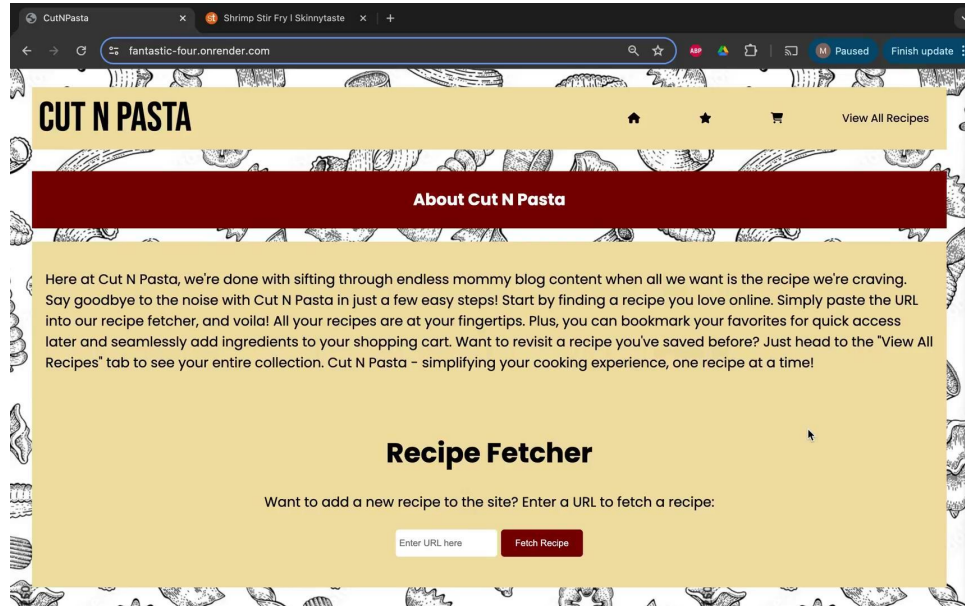 CutNPasta
Shrimp Stir Fry I Skinnytaste
fantastic-four.onrender.com
ABP
M Paused
Finish update
CUT N PASTA
View All Recipes
About Cut N Pasta
Here at Cut N Pasta, we're done with sifting through endless mommy blog content when all we want is the recipe we're craving.
Say goodbye to the noise with Cut N Pasta in just a few easy steps! Start by finding a recipe you love online. Simply paste the URL
into our recipe fetcher, and voila! All your recipes are at your fingertips. Plus, you can bookmark your favorites for quick access
later and seamlessly add ingredients to your shopping cart. Want to revisit a recipe you've saved before? Just head to the "View All
Recipes" tab to see your entire collection. Cut N Pasta - simplifying your cooking experience, one recipe at a time!
Recipe Fetcher
Want to add a new recipe to the site? Enter a URL to fetch a recipe:
Enter URL here
Fetch Recipe